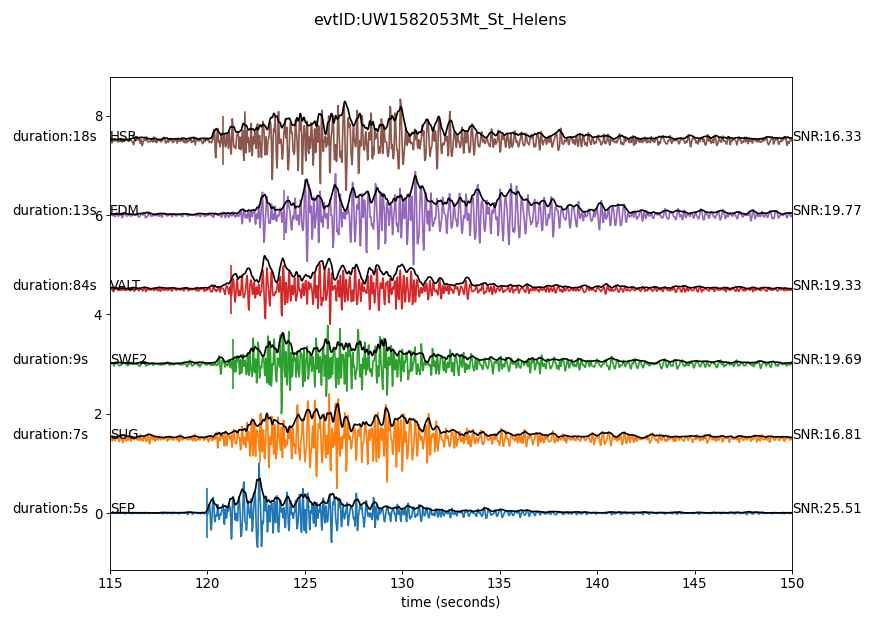 evtID:UW1582053Mt_St_Helens
8
duration:18s HSR SNR:16.33
duration:13s EDM SNR:19.77
6
duration:84s VALT SNR:19.33
4
duration:9s SWF2 SNR:19.69
2
duration:7s SUG SNR:16.81
duration:5s SEP SNR:25.51
0
115 120 125 130 135 140 145 150
time (seconds)